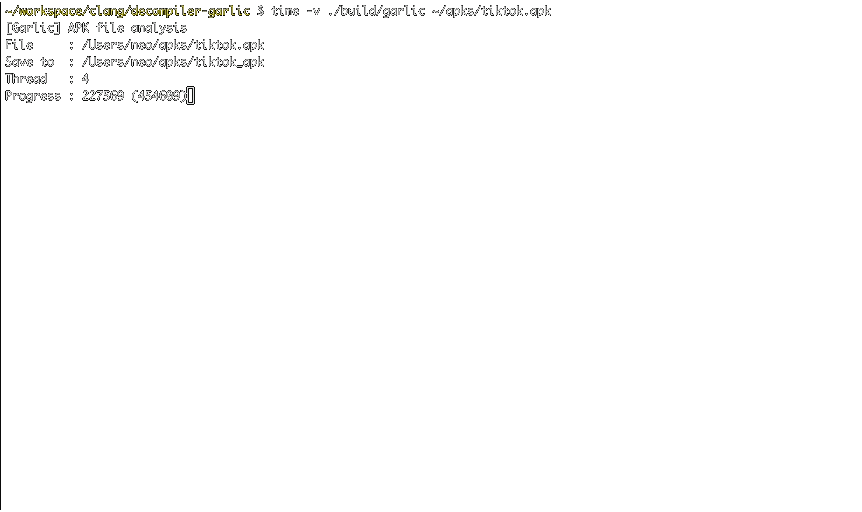 ~/workspace/clang/decompiler-garlic $ time -v ./build/garlic ~/apks/tiktok.apk
[Garlic] APK file analysis
File     : /Users/neo/apks/tiktok.apk
Save to  : /Users/neo/apks/tiktok_apk
Thread   : 4
Progress : 227509 (454009)